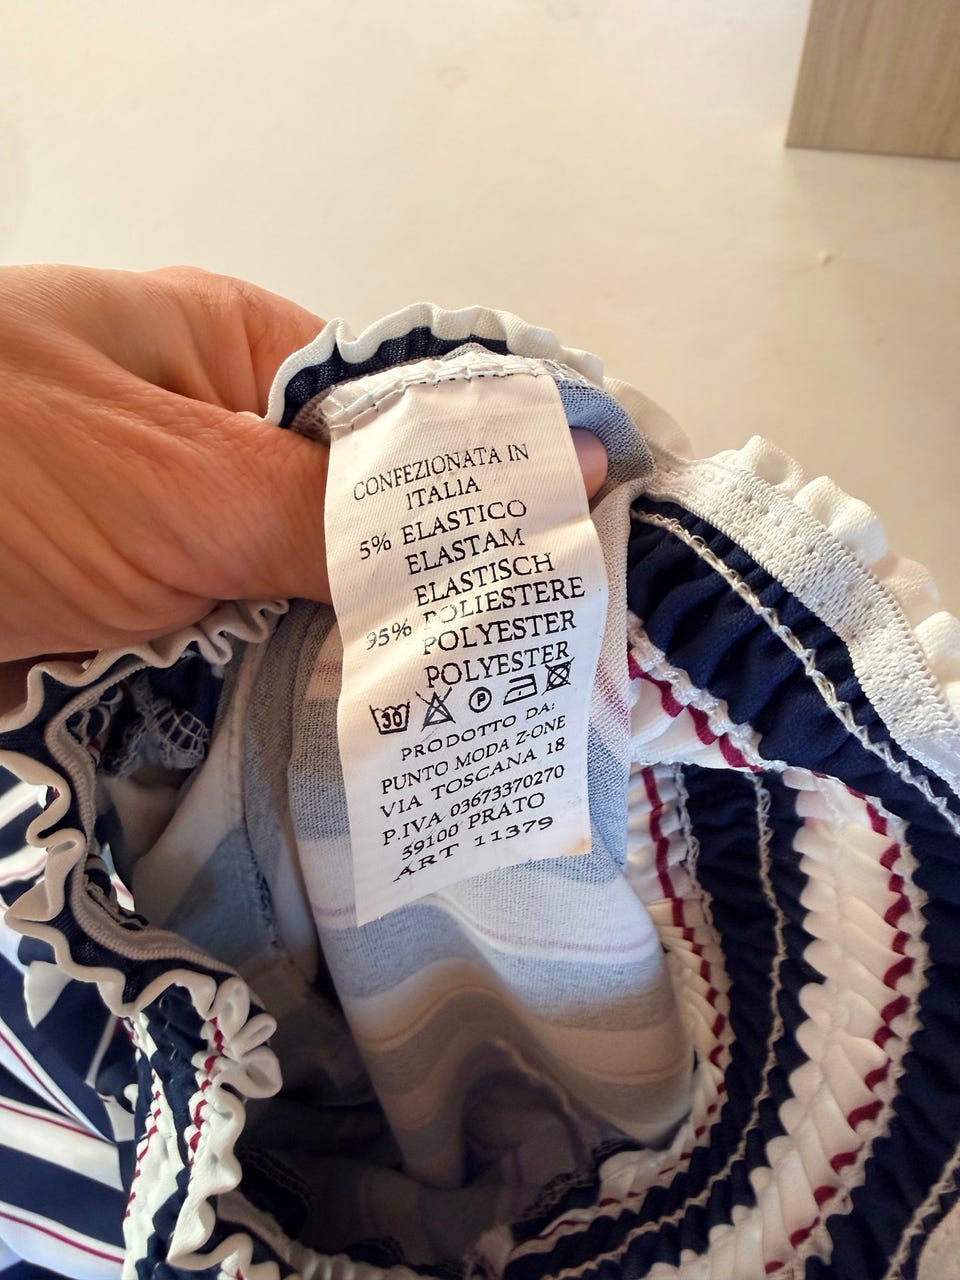 CONFEZIONATA IN
ITALIA
5% ELASTICO
ELASTAM
ELASTISCH
95% POLIESTERE
POLYESTER
POLYESTER
30 P
PRODOTTO DA:
PUNTO MODA Z-ONE
VIA TOSCANA 18
P.IVA 03673370270
59100 PRATO
ART 11379